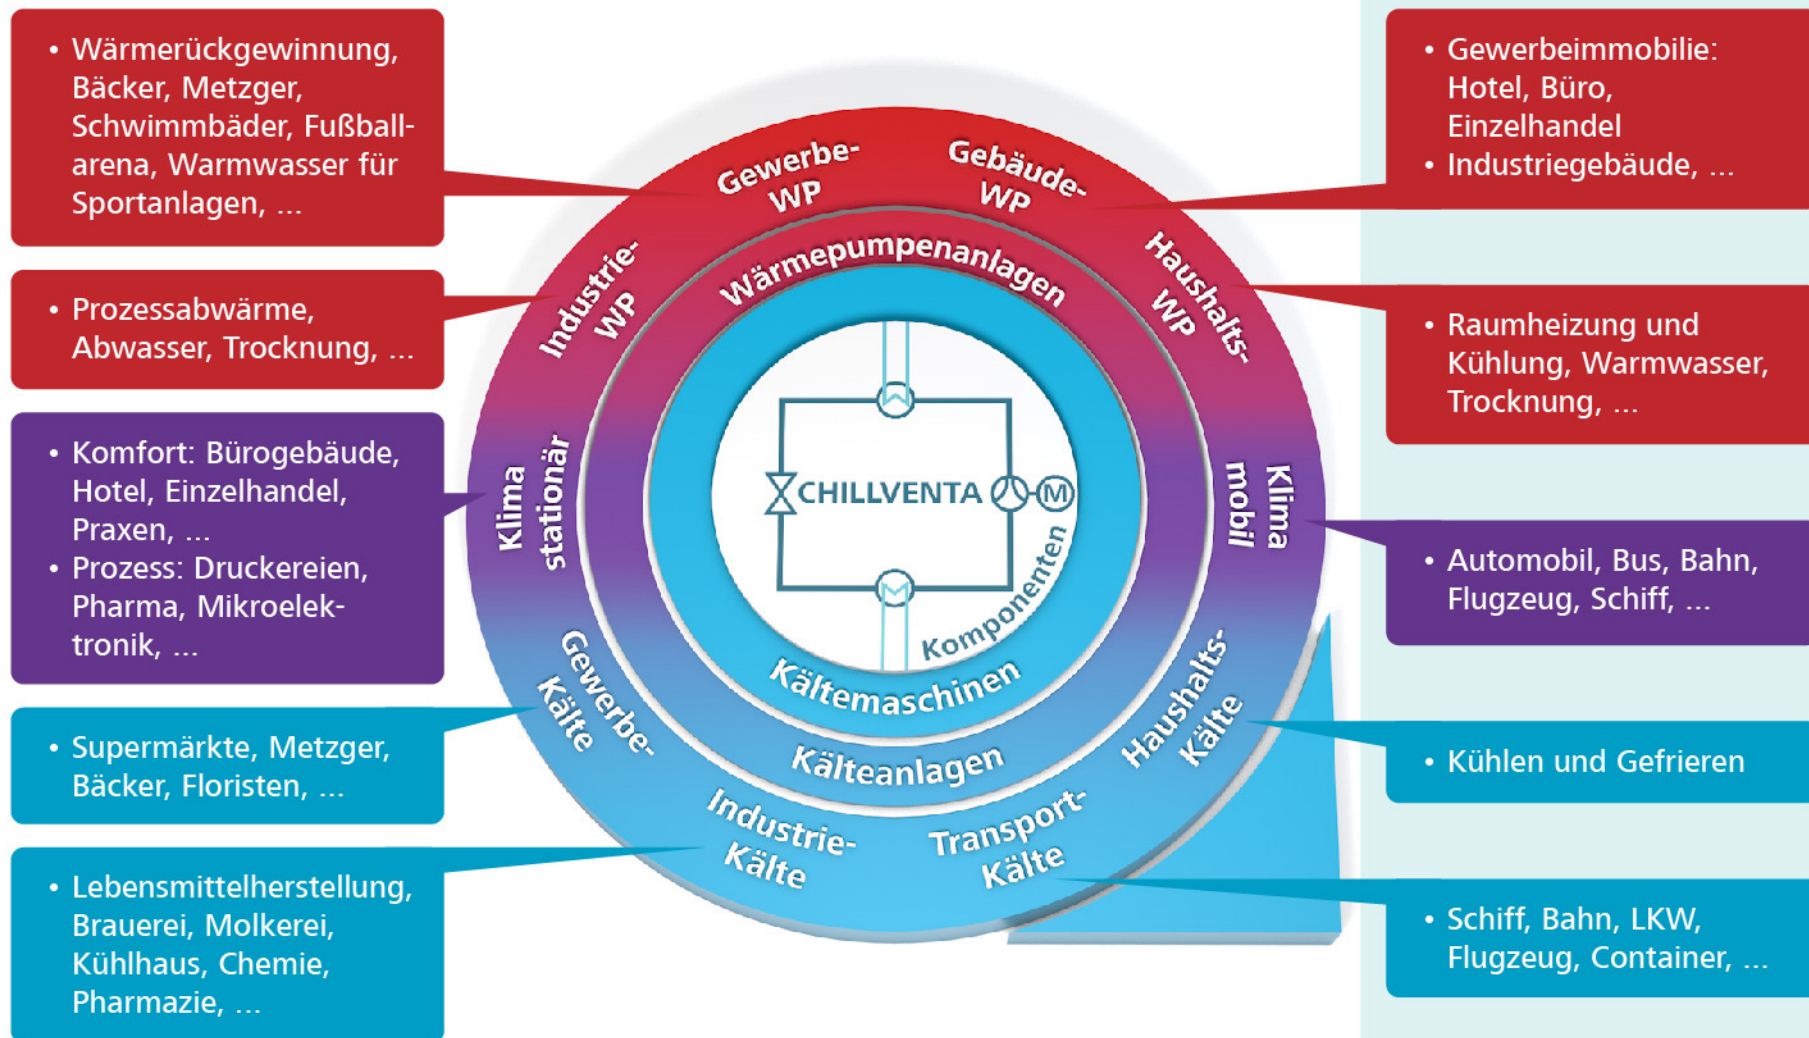 • Wärmerückgewinnung,
Bäcker, Metzger,
Schwimmbäder, Fußball-
arena, Warmwasser für
Sportanlagen, ...
• Prozessabwärme,
Abwasser, Trocknung, ...
• Komfort: Bürogebäude,
Hotel, Einzelhandel,
Praxen, ...
• Prozess: Druckereien,
Pharma, Mikroelek-
tronik, ...
• Supermärkte, Metzger,
Bäcker, Floristen, ...
• Lebensmittelherstellung,
Brauerei, Molkerei,
Kühlhaus, Chemie,
Pharmazie, ...
Gewerbe-
WP
Gebäude-
WP
Industrie-
WP
Haushalts-
WP
Wärmepumpenanlagen
Klima
stationär
Klima
mobil
CHILLVENTA
M
Komponenten
Kältemaschinen
Kälteanlagen
Gewerbe-
Kälte
Haushalts-
Kälte
Industrie-
Kälte
Transport-
Kälte
• Gewerbeimmobilie:
Hotel, Büro,
Einzelhandel
• Industriegebäude, ...
• Raumheizung und
Kühlung, Warmwasser,
Trocknung, ...
• Automobil, Bus, Bahn,
Flugzeug, Schiff, ...
• Kühlen und Gefrieren
• Schiff, Bahn, LKW,
Flugzeug, Container, ...